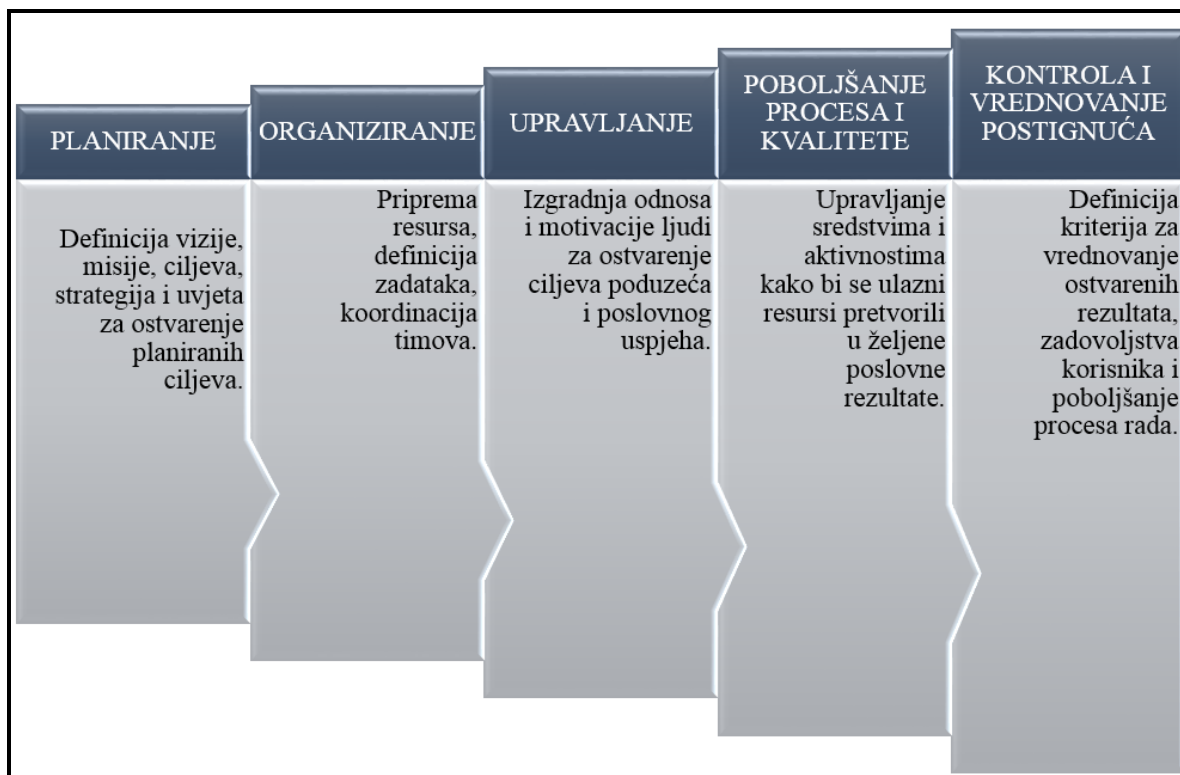 PLANIRANJE
Definicija vizije,
misije, ciljeva,
strategija i uvjeta
za ostvarenje
planiranih
ciljeva.
ORGANIZIRANJE
Priprema
resursa,
definicija
zadataka,
koordinacija
timova.
UPRAVLJANJE
Izgradnja odnosa
i motivacije ljudi
za ostvarenje
ciljeva poduzeća
i poslovnog
uspjeha.
POBOLJŠANJE
PROCESA I
KVALITETE
Upravljanje
sredstvima i
aktivnostima
kako bi se ulazni
resursi pretvorili
u željene
poslovne
rezultate.
KONTROLA I
VREDNOVANJE
POSTIGNUĆA
Definicija
kriterija za
vrednovanje
ostvarenih
rezultata,
zadovoljstva
korisnika i
poboljšanje
procesa rada.